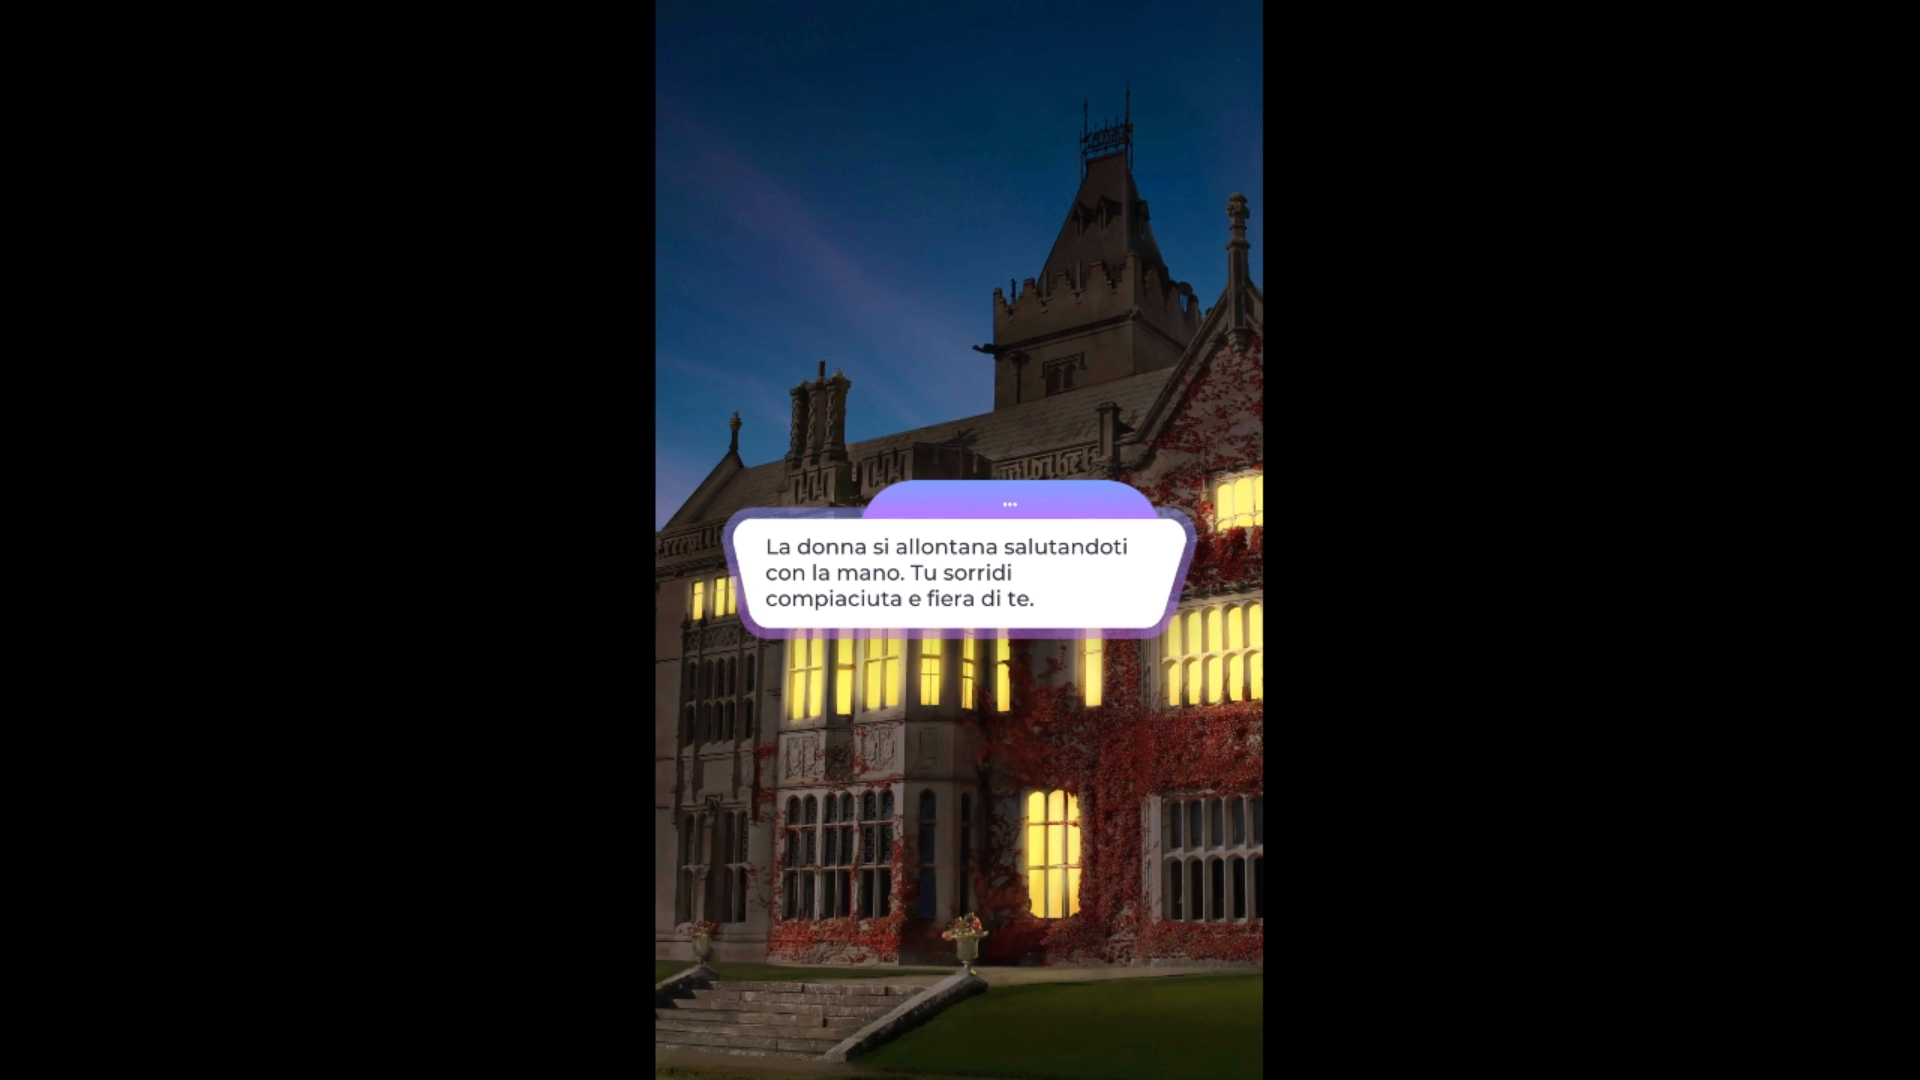 ...
La donna si allontana salutandoti
con la mano. Tu sorridi
compiaciuta e fiera di te.